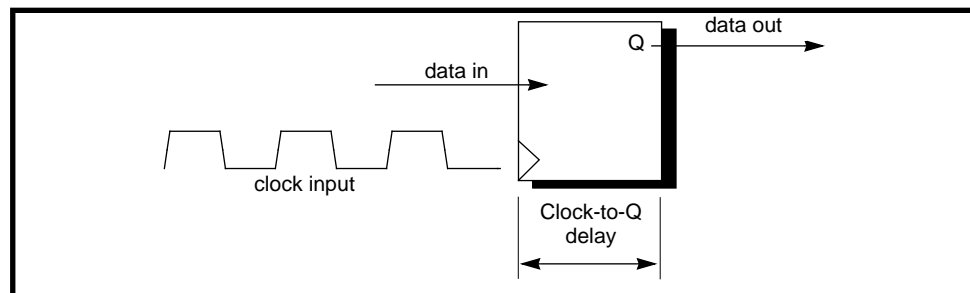 data out
Q
data in
clock input
Clock-to-Q
delay